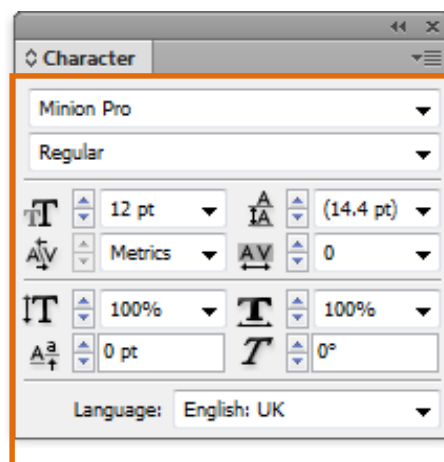 Character
Minion Pro
Regular
12 pt (14.4 pt)
Metrics 0
100% 100%
0 pt 0°
Language: English: UK